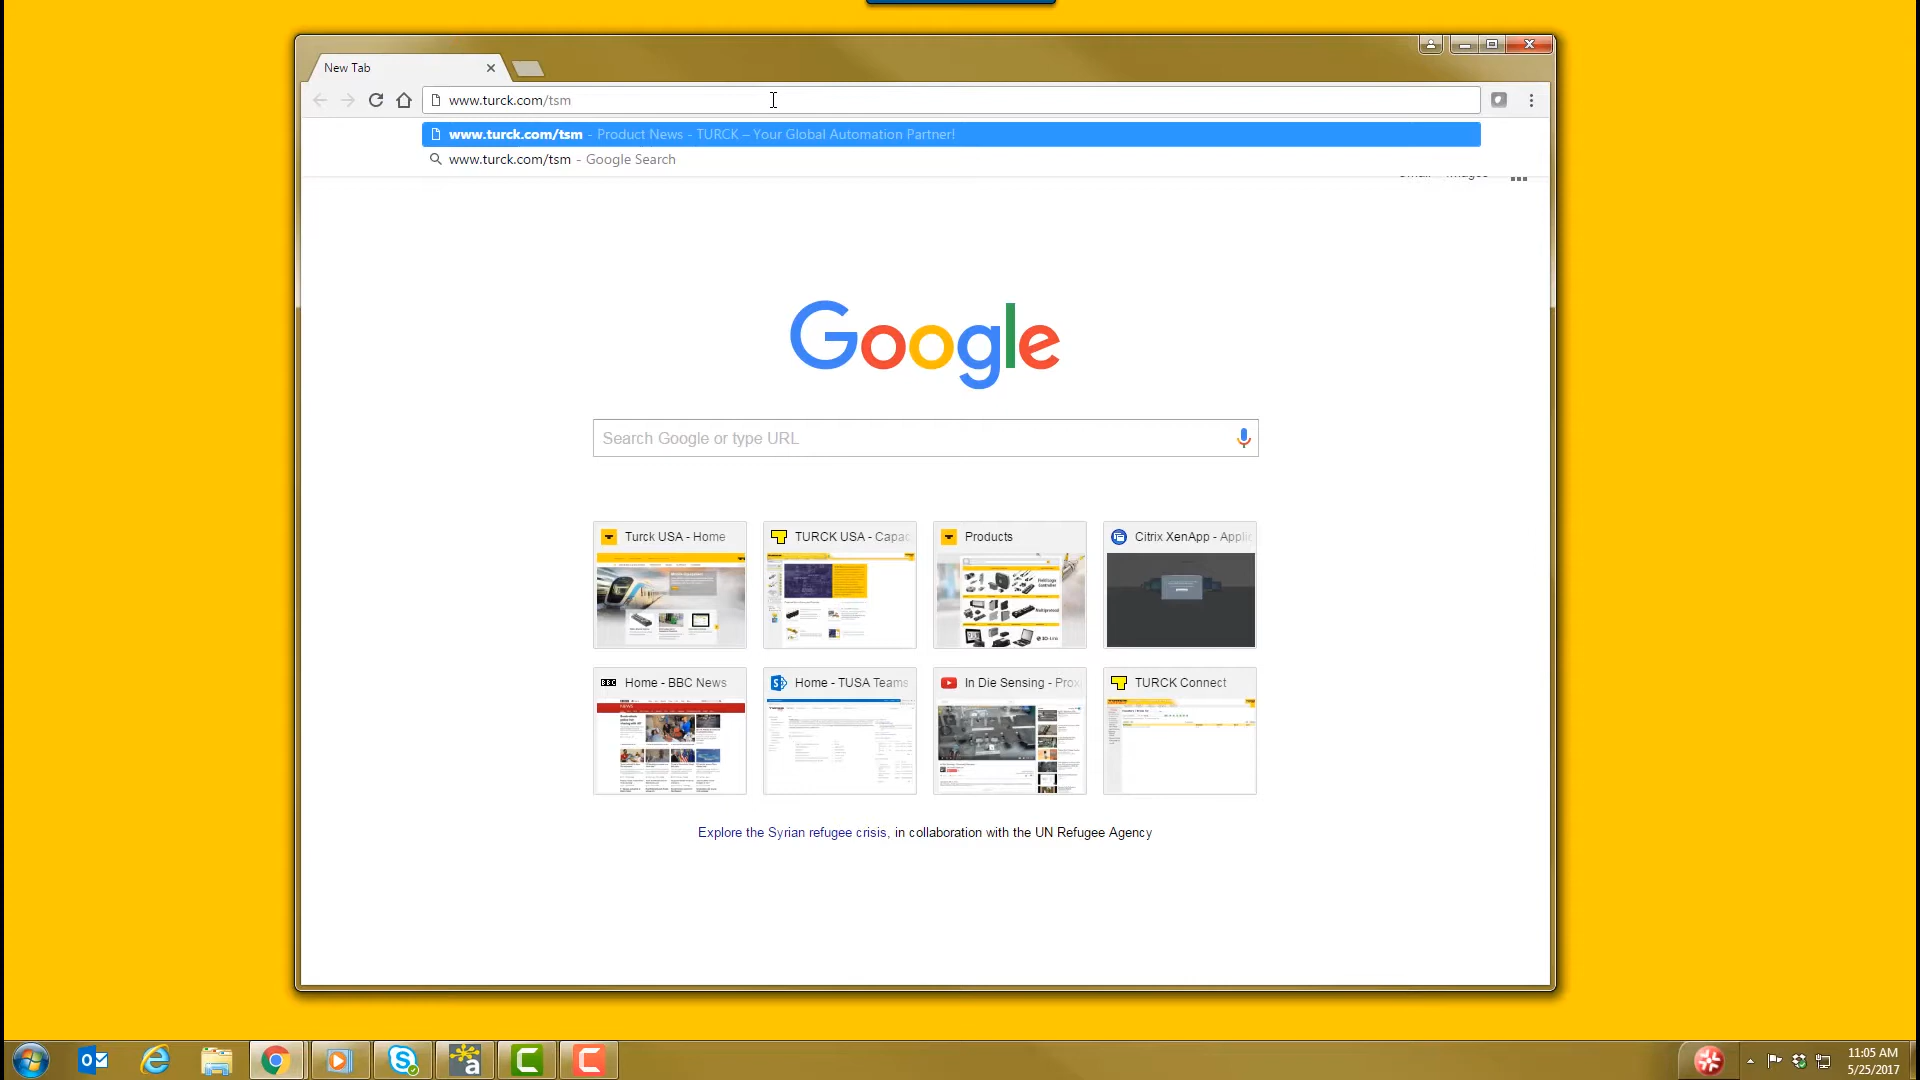 New Tab
www.turck.com/tsm
www.turck.com/tsm - Product News - TURCK – Your Global Automation Partner!
www.turck.com/tsm - Google Search
Google
Search Google or type URL
Turck USA - Home
TURCK USA - Capac
Products
Citrix XenApp - Applic
BBC Home - BBC News
Home - TUSA Teams
In Die Sensing - Prox
TURCK Connect
Explore the Syrian refugee crisis, in collaboration with the UN Refugee Agency
11:05 AM
5/25/2017